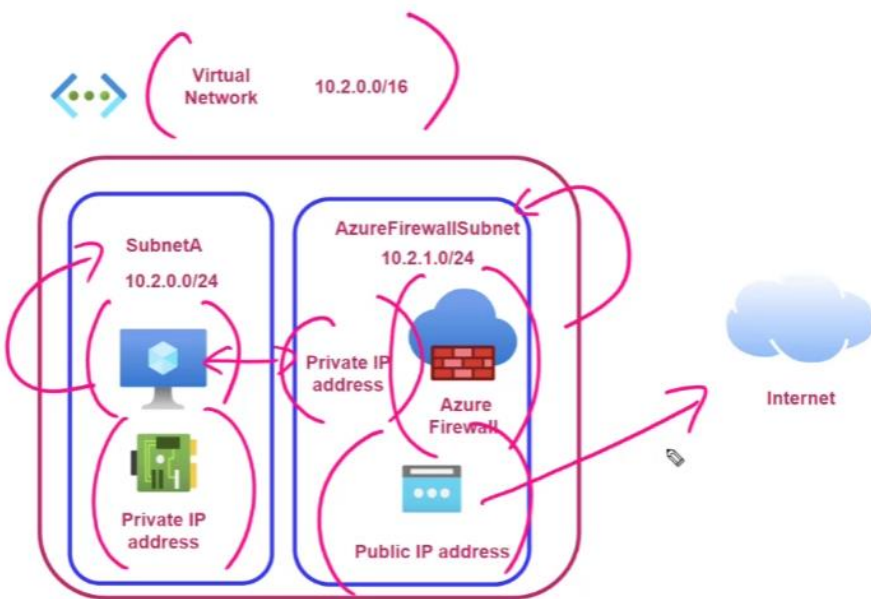 Virtual
Network
10.2.0.0/16
SubnetA
10.2.0.0/24
Private IP
address
AzureFirewallSubnet
10.2.1.0/24
Private IP
address
Azure
Firewall
Public IP address
Internet